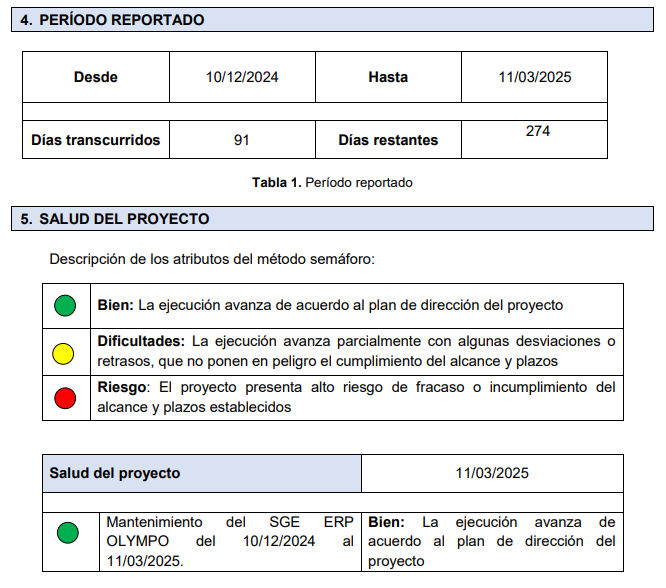 4. PERÍODO REPORTADO
Desde 10/12/2024 Hasta 11/03/2025
Días transcurridos 91 Días restantes 274
Tabla 1. Período reportado
5. SALUD DEL PROYECTO
Descripción de los atributos del método semáforo:
Bien: La ejecución avanza de acuerdo al plan de dirección del proyecto
Dificultades: La ejecución avanza parcialmente con algunas desviaciones o
retrasos, que no ponen en peligro el cumplimiento del alcance y plazos
Riesgo: El proyecto presenta alto riesgo de fracaso o incumplimiento del
alcance y plazos establecidos
Salud del proyecto 11/03/2025
Mantenimiento del SGE ERP
OLYMPO del 10/12/2024 al
11/03/2025.
Bien: La ejecución avanza de
acuerdo al plan de dirección del
proyecto